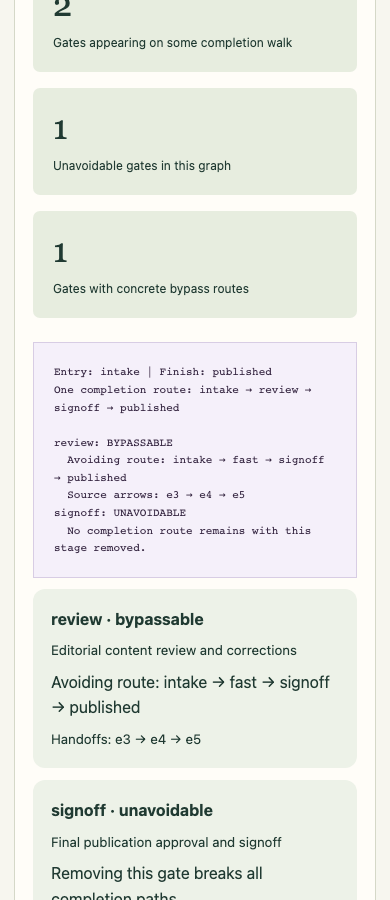 2
Gates appearing on some completion walk
1
Unavoidable gates in this graph
1
Gates with concrete bypass routes
Entry: intake | Finish: published
One completion route: intake → review →
signoff → published
review: BYPASSABLE
Avoiding route: intake → fast → signoff
→ published
Source arrows: e3 → e4 → e5
signoff: UNAVOIDABLE
No completion route remains with this
stage removed.
review · bypassable
Editorial content review and corrections
Avoiding route: intake → fast → signoff
→ published
Handoffs: e3 → e4 → e5
signoff · unavoidable
Final publication approval and signoff
Removing this gate breaks all
completion paths